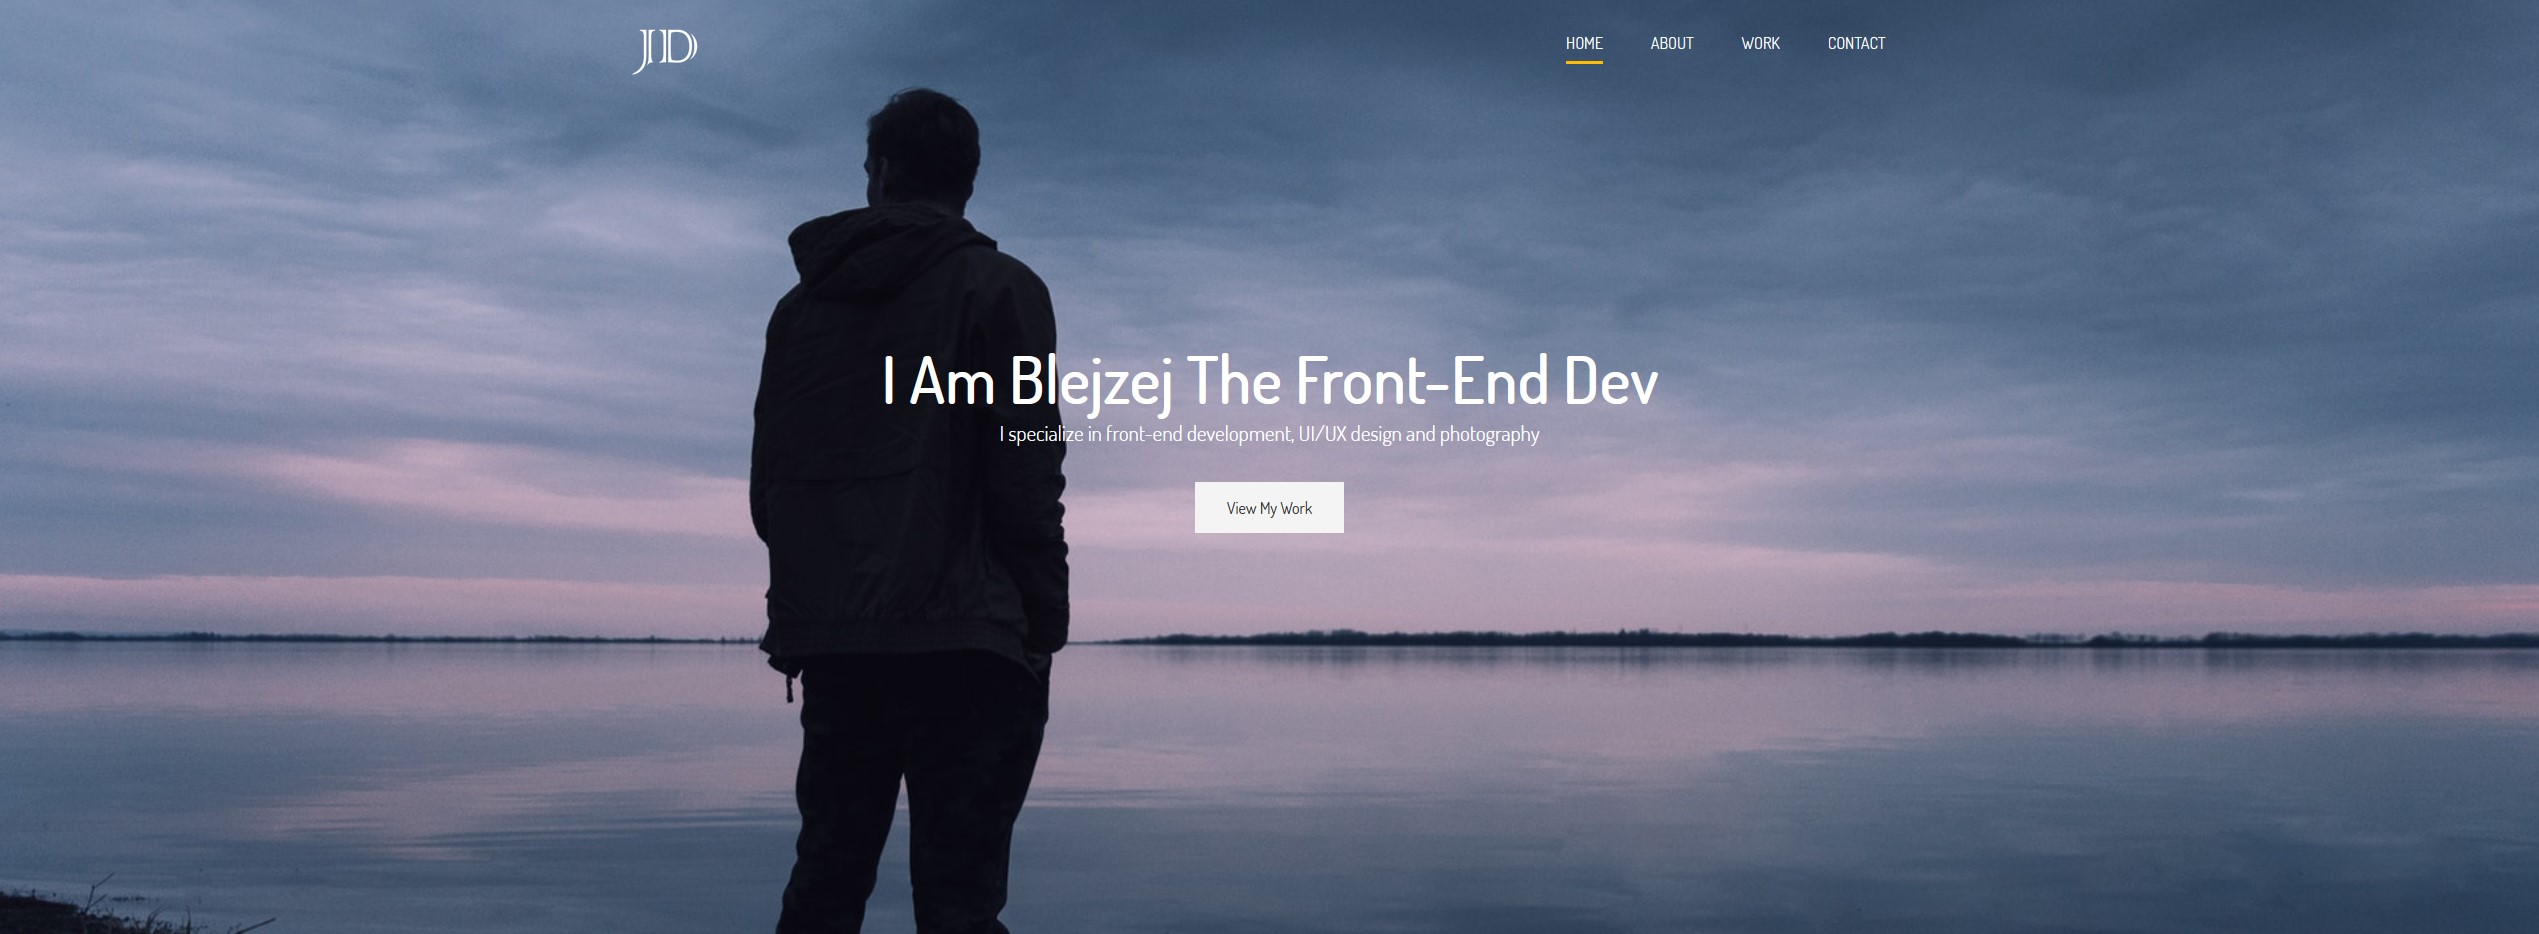 JD
HOME ABOUT WORK CONTACT
I Am Blejzej The Front-End Dev
I specialize in front-end development, UI/UX design and photography
View My Work